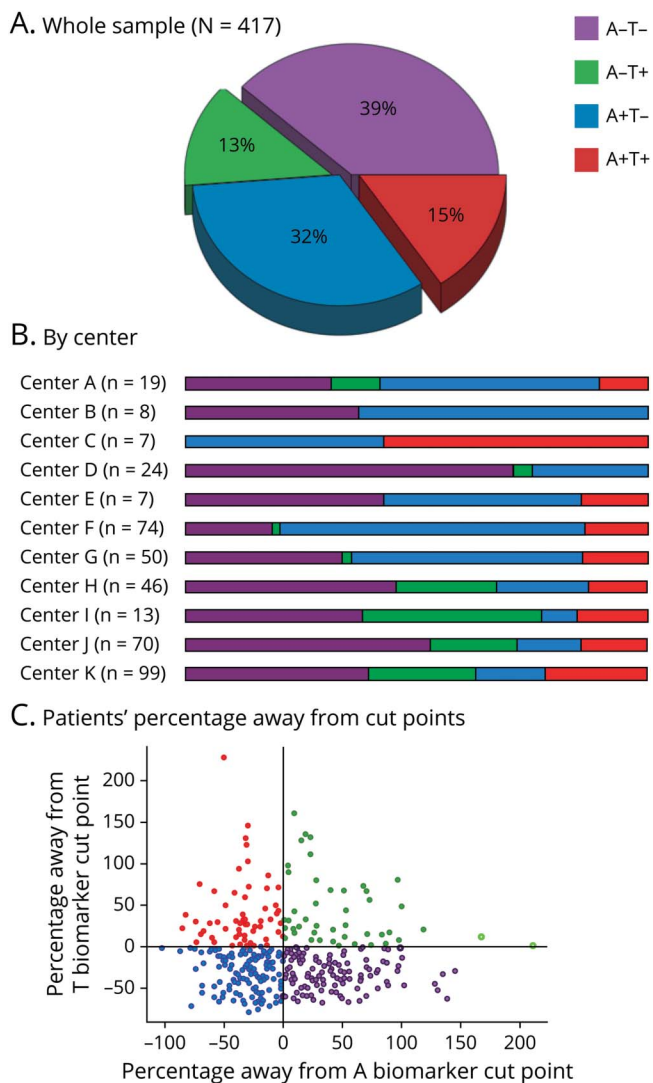 A. Whole sample (N = 417)
A–T–
A–T+
A+T–
A+T+
39%
13%
32%
15%
B. By center
Center A (n = 19)
Center B (n = 8)
Center C (n = 7)
Center D (n = 24)
Center E (n = 7)
Center F (n = 74)
Center G (n = 50)
Center H (n = 46)
Center I (n = 13)
Center J (n = 70)
Center K (n = 99)
C. Patients' percentage away from cut points
Percentage away from
T biomarker cut point
200
150
100
50
0
–50
–100 –50 0 50 100 150 200
Percentage away from A biomarker cut point